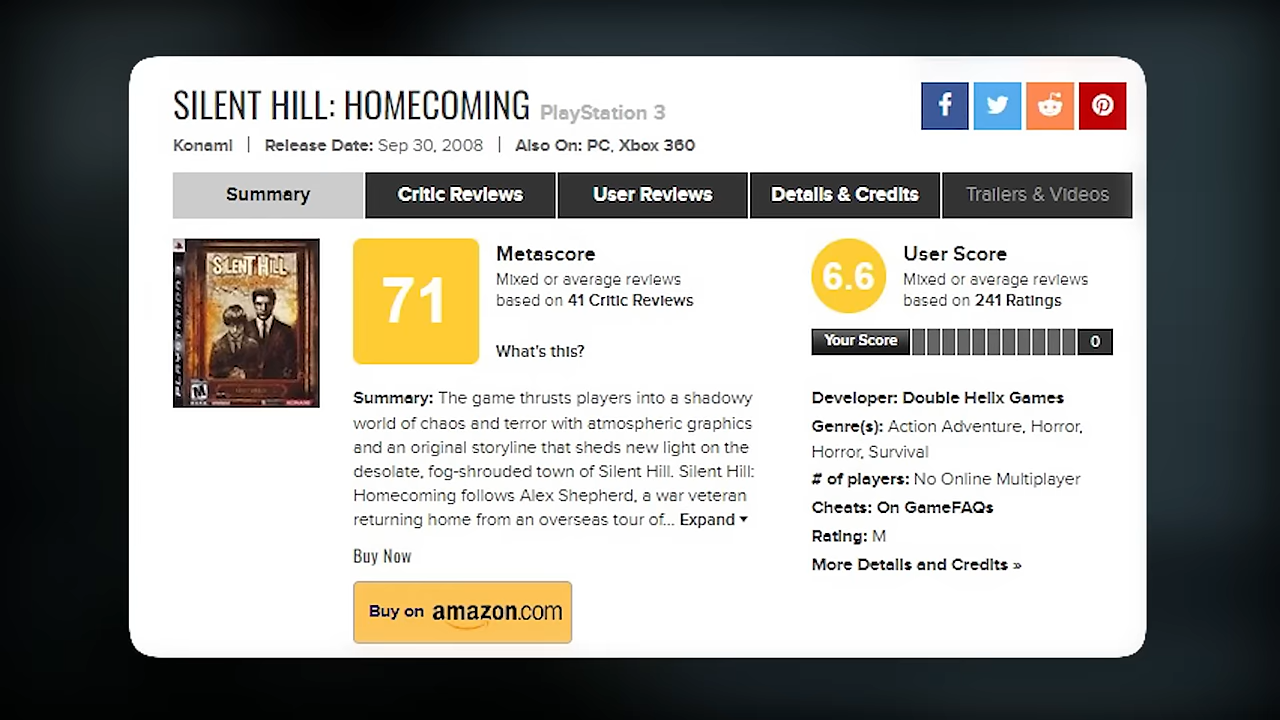 SILENT HILL: HOMECOMING PlayStation 3
Konami | Release Date: Sep 30, 2008 | Also On: PC, Xbox 360
Summary Critic Reviews User Reviews Details & Credits Trailers & Videos
PLAYSTATION 3
SILENT HILL
M
KONAMI
71
Metascore
Mixed or average reviews
based on 41 Critic Reviews
What's this?
6.6
User Score
Mixed or average reviews
based on 241 Ratings
Your Score 0
Summary: The game thrusts players into a shadowy
world of chaos and terror with atmospheric graphics
and an original storyline that sheds new light on the
desolate, fog-shrouded town of Silent Hill. Silent Hill:
Homecoming follows Alex Shepherd, a war veteran
returning home from an overseas tour of... Expand
Buy Now
Buy on amazon.com
Developer: Double Helix Games
Genre(s): Action Adventure, Horror,
Horror, Survival
# of players: No Online Multiplayer
Cheats: On GameFAQs
Rating: M
More Details and Credits »